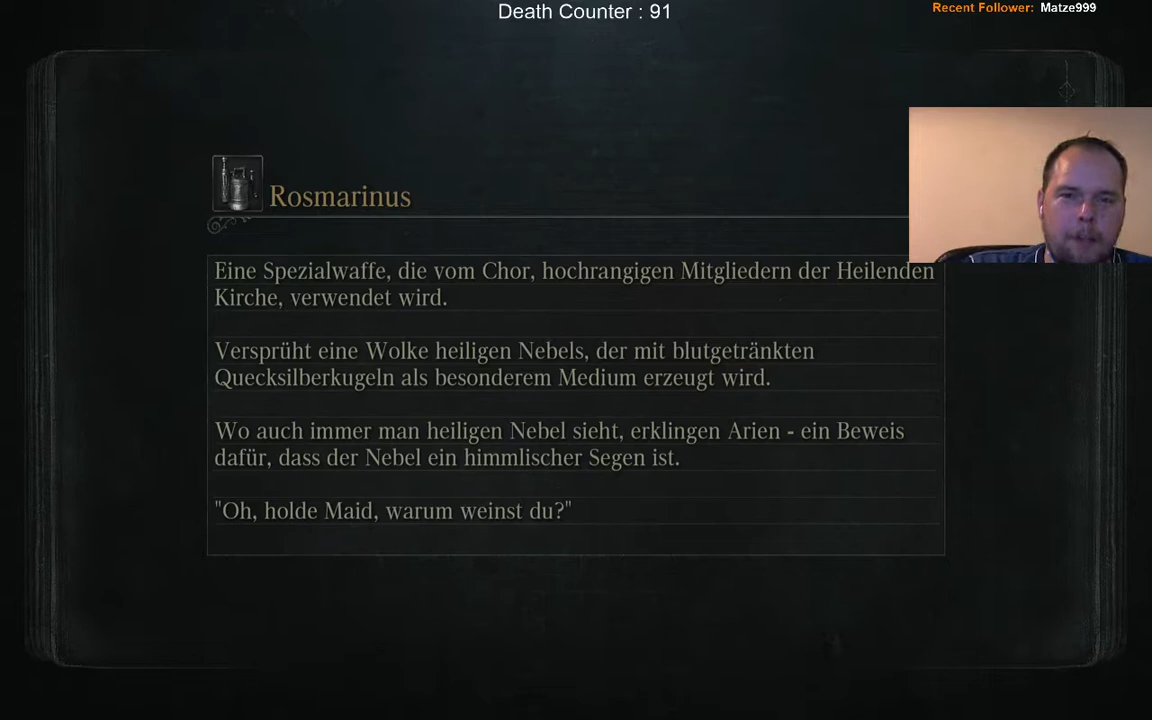 Death Counter : 91
Recent Follower: Matze999
Rosmarinus
Eine Spezialwaffe, die vom Chor, hochrangigen Mitgliedern der Heilenden
Kirche, verwendet wird.
Versprüht eine Wolke heiligen Nebels, der mit blutgetränkten
Quecksilberkugeln als besonderem Medium erzeugt wird.
Wo auch immer man heiligen Nebel sieht, erklingen Arien - ein Beweis
dafür, dass der Nebel ein himmlischer Segen ist.
"Oh, holde Maid, warum weinst du?"